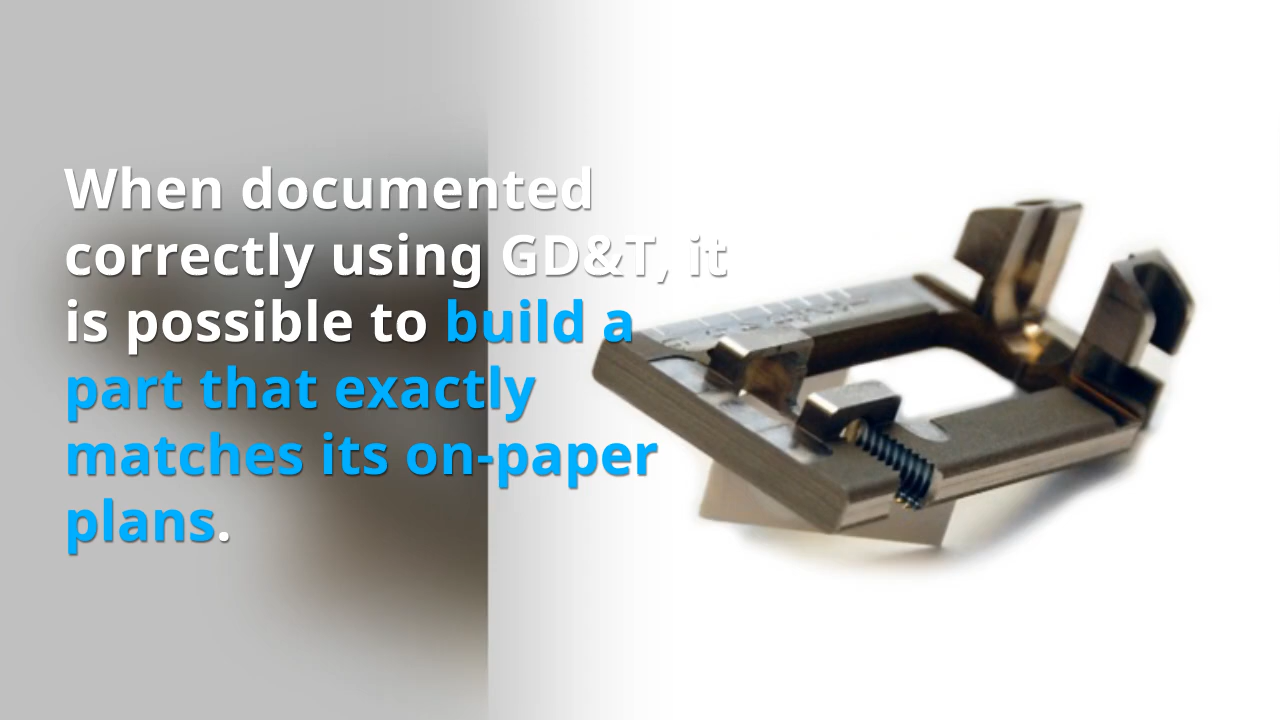 When documented
correctly using GD&T, it
is possible to build a
part that exactly
matches its on-paper
plans.